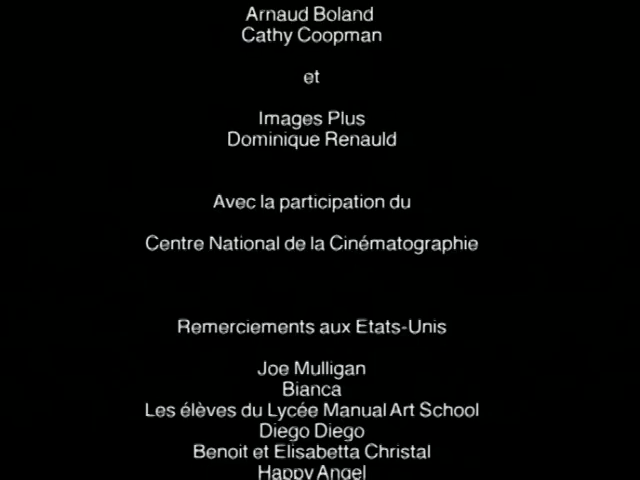 Arnaud Boland
Cathy Coopman
et
Images Plus
Dominique Renauld
Avec la participation du
Centre National de la Cinématographie
Remerciements aux Etats-Unis
Joe Mulligan
Bianca
Les élèves du Lycée Manual Art School
Diego Diego
Benoit et Elisabetta Christal
Happy Angel